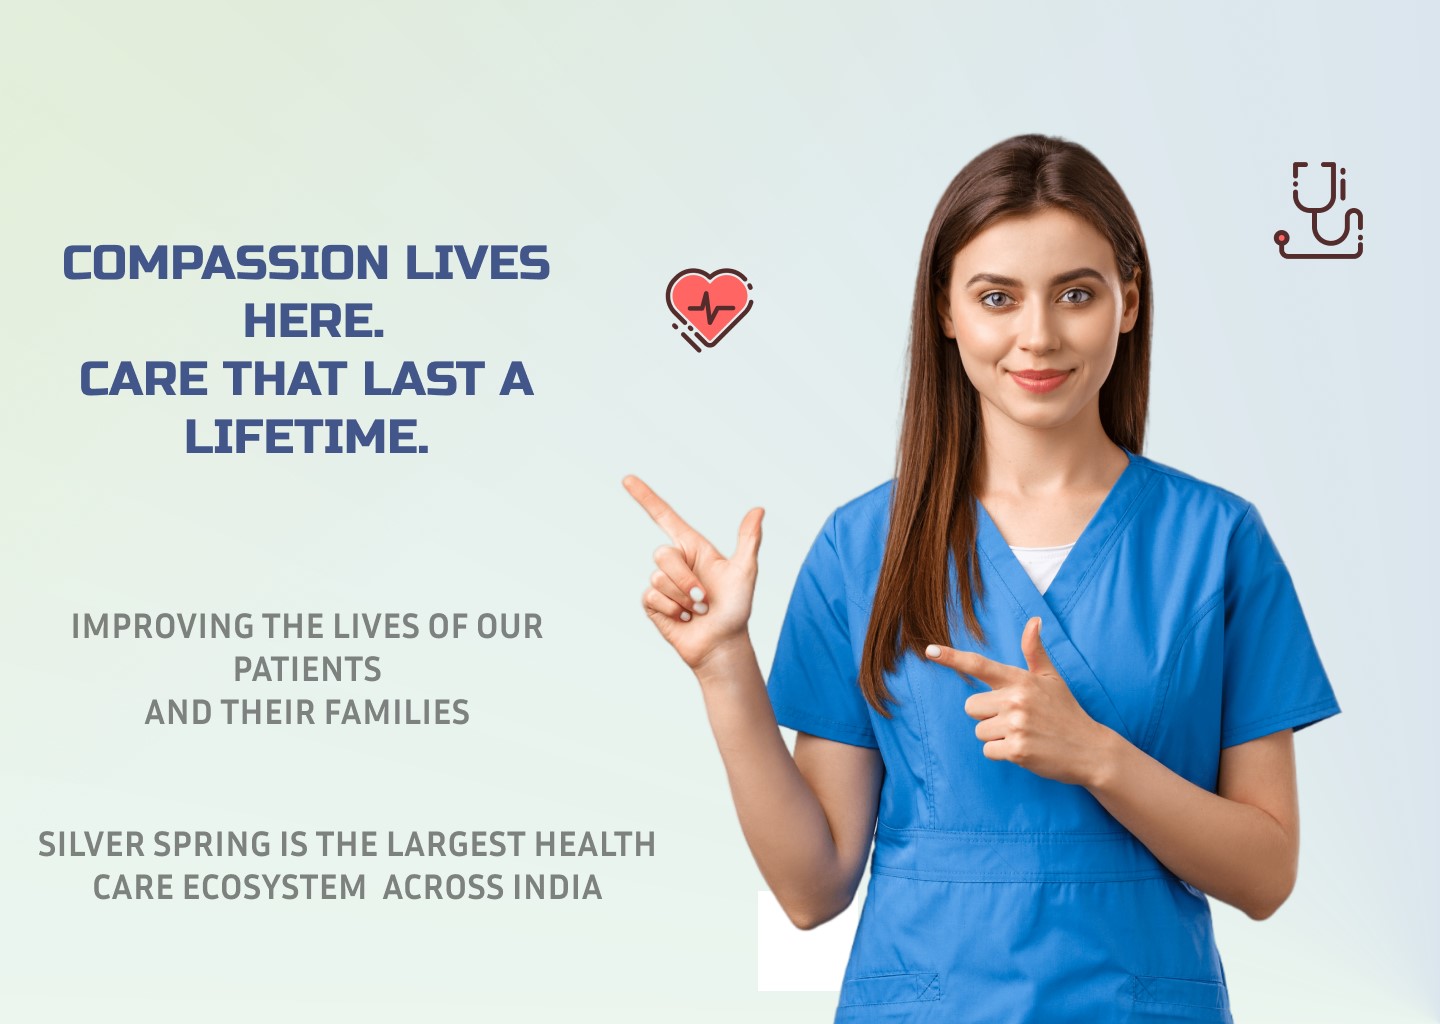 COMPASSION LIVES
HERE.
CARE THAT LAST A
LIFETIME.
IMPROVING THE LIVES OF OUR
PATIENTS
AND THEIR FAMILIES
SILVER SPRING IS THE LARGEST HEALTH
CARE ECOSYSTEM ACROSS INDIA